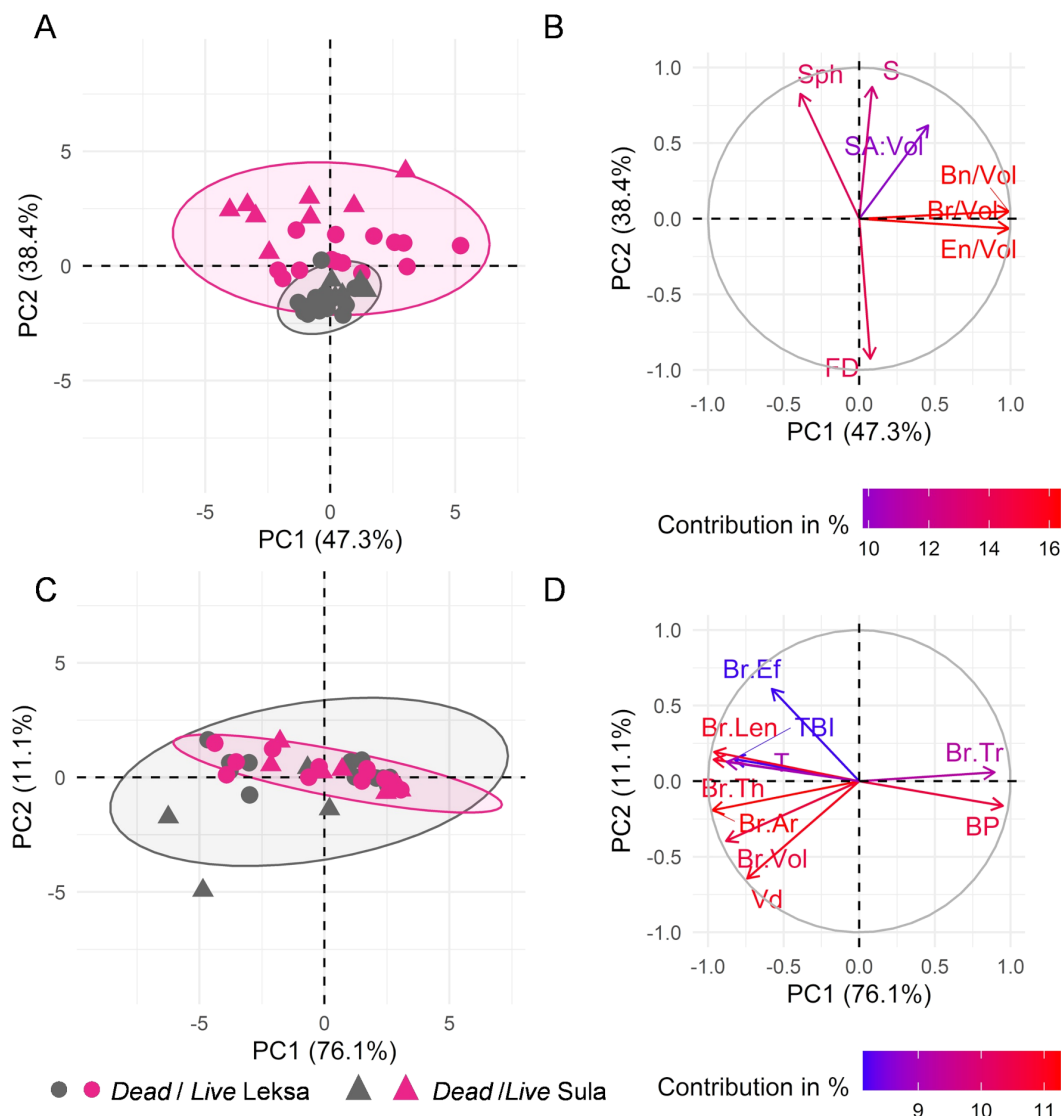 A
5
0
-5
-5
0
5
PC2 (38.4%)
PC1 (47.3%)
B
1.0
0.5
0.0
-0.5
-1.0
-1.0
-0.5
0.0
0.5
1.0
PC2 (38.4%)
PC1 (47.3%)
Sph
S
SA:Vol
Bn/Vol
Br/Vol
En/Vol
FD
Contribution in %
10 12 14 16
C
5
0
-5
-5
0
5
PC2 (11.1%)
PC1 (76.1%)
D
1.0
0.5
0.0
-0.5
-1.0
-1.0
-0.5
0.0
0.5
1.0
PC2 (11.1%)
PC1 (76.1%)
Br.Ef
Br.Len
TBI
T
Br.Tr
Br.Th
Br.Ar
BP
Br.Vol
Vd
Dead / Live Leksa
Dead /Live Sula
Contribution in %
9 10 11